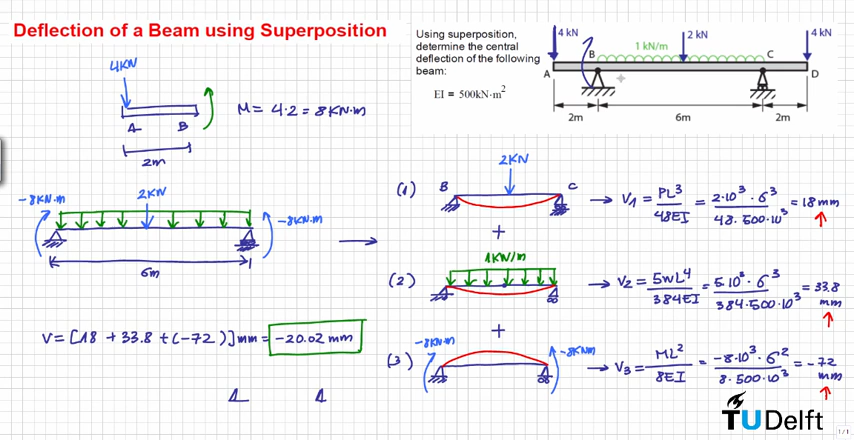 Deflection of a Beam using Superposition
Using superposition,
determine the central
deflection of the following
beam:
EI = 500kN·m²
4 kN
2 kN
4 kN
1 kN/m
B
C
A
D
2m
6m
2m
4KN
A
B
2m
M = 4·2 = 8KN·m
-8KN·m
2KN
-8KN·m
6m
V = [18 + 33.8 + (-72)] mm = -20.02 mm
(1)
B
2KN
C
→ V1 = PL³/48EI = 2·10³·6³/48·500·10³ = 18mm
+
(2)
1KN/m
→ V2 = 5wL⁴/384EI = 5·10³·6³/384·500·10³ = 33.8 mm
+
(3)
-8KN·m
-8KNm
→ V3 = ML²/8EI = -8·10³·6²/8·500·10³ = -72 mm
TUDelft
1/1